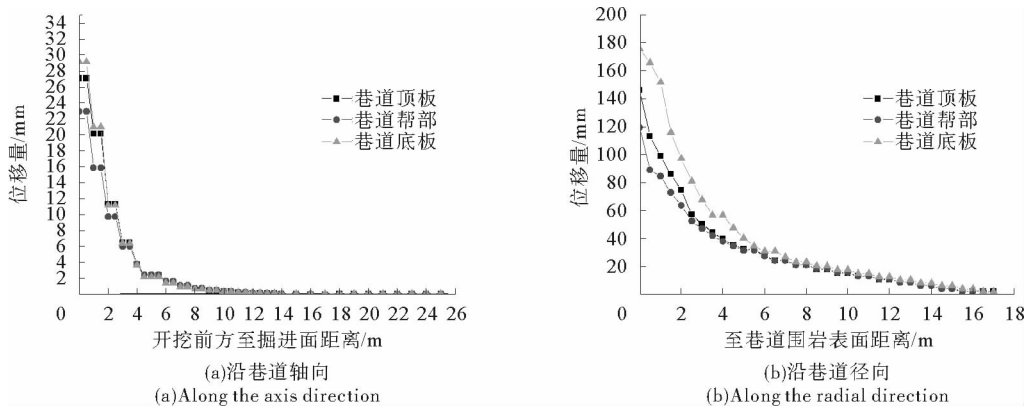 34
32
28
26
24
22
20
18
16
14
12
10
8
6
4
2
0
2 4 6 8 10 12 14 16 18 20 22 24 26
位移量/mm
巷道顶板
巷道帮部
巷道底板
开挖前方至掘进面距离/m
(a)沿巷道轴向
(a)Along the axis direction
200
180
160
140
120
100
80
60
40
20
0 2 4 6 8 10 12 14 16 18
位移量/mm
巷道顶板
巷道帮部
巷道底板
至巷道围岩表面距离/m
(b)沿巷道径向
(b)Along the radial direction